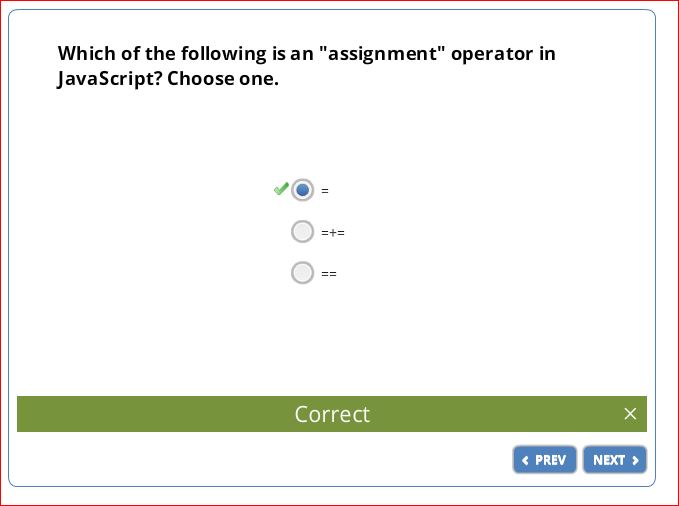 Which of the following is an "assignment" operator in
JavaScript? Choose one.
=
=+=
==
Correct
PREV
NEXT